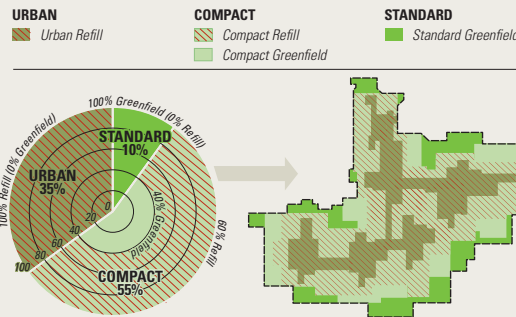 URBAN
Urban Refill
COMPACT
Compact Refill
Compact Greenfield
STANDARD
Standard Greenfield
100% Greenfield (0% Refill)
STANDARD
10%
100% Refill (0% Greenfield)
URBAN
35%
0
20
40
60
80
100
40% Greenfield
60% Refill
COMPACT
55%